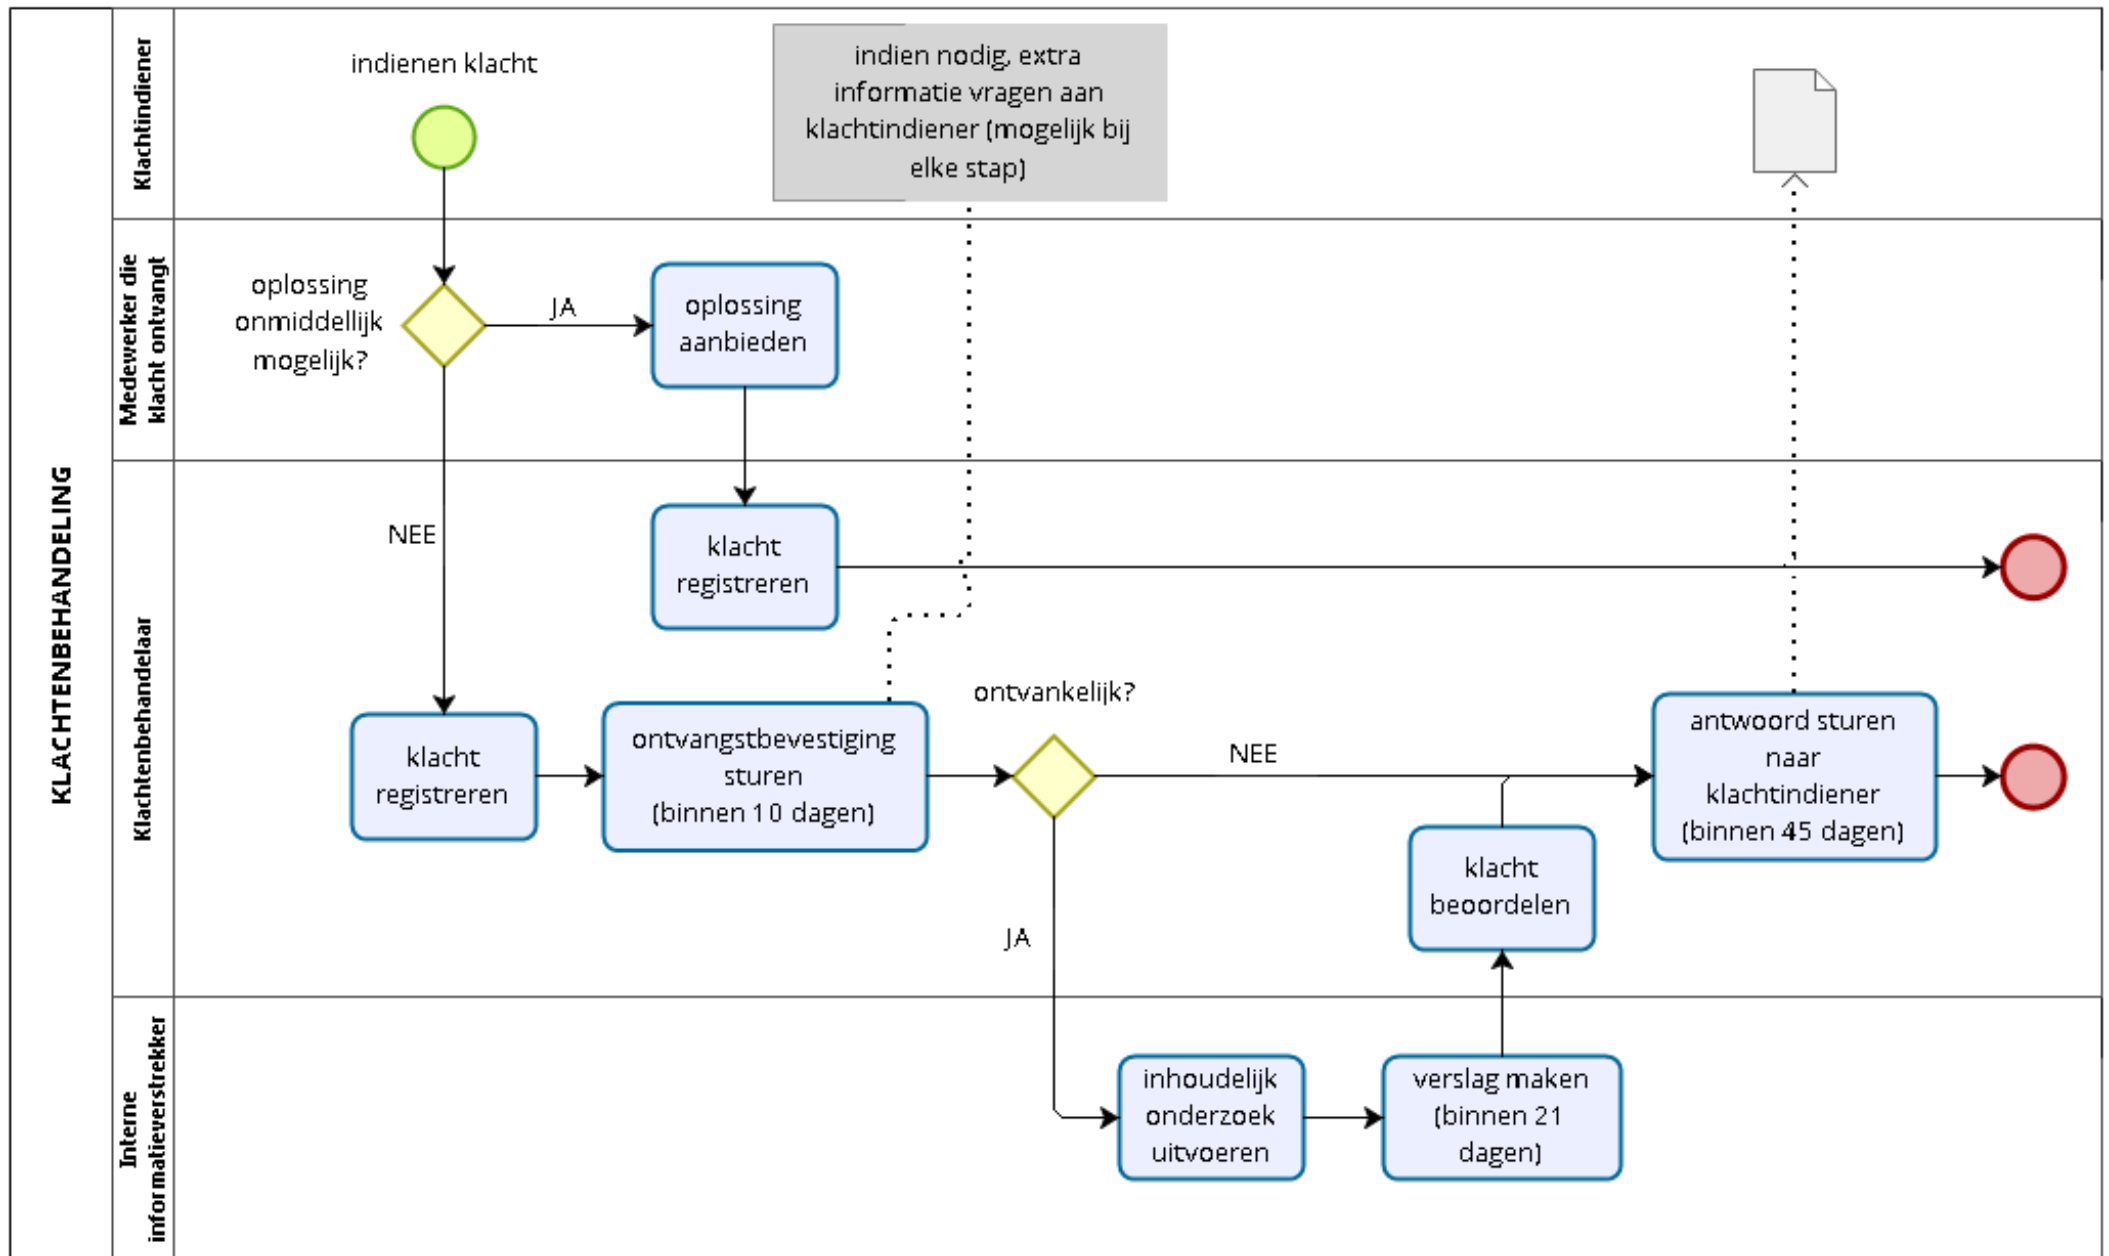 KLACHTENBEHANDELING
Klachtindiener
indienen klacht
indien nodig, extra
informatie vragen aan
klachtindiener (mogelijk bij
elke stap)
Medewerker die
klacht ontvangt
oplossing
onmiddellijk
mogelijk?
JA
oplossing
aanbieden
NEE
Klachtenbehandelaar
klacht
registreren
klacht
registreren
ontvangstbevestiging
sturen
(binnen 10 dagen)
ontvankelijk?
NEE
JA
klacht
beoordelen
antwoord sturen
naar
klachtindiener
(binnen 45 dagen)
Interne
informatieverstrekker
inhoudelijk
onderzoek
uitvoeren
verslag maken
(binnen 21
dagen)